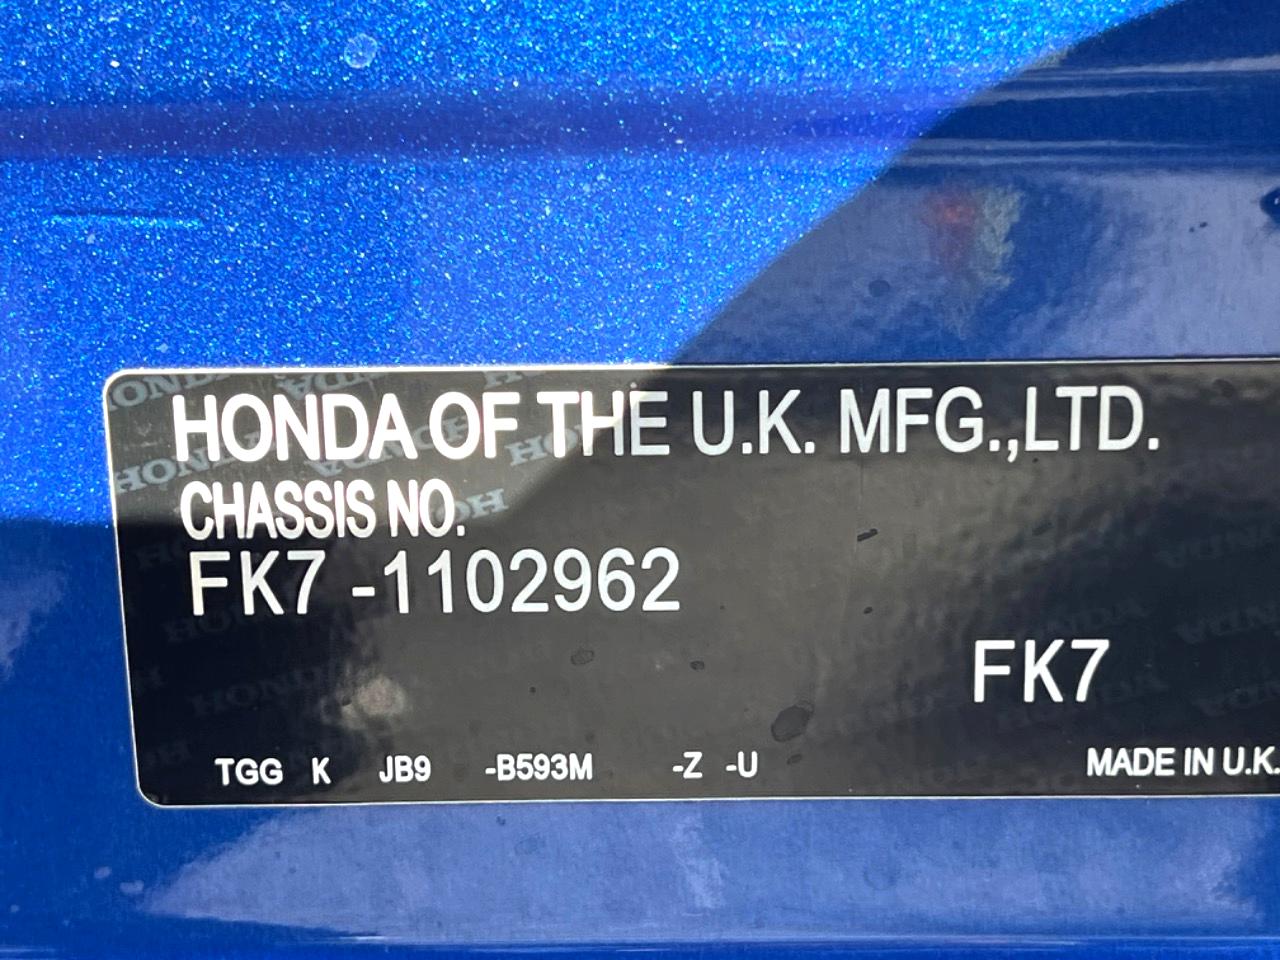 HONDA OF THE U.K. MFG.,LTD.
CHASSIS NO.
FK7 -1102962
FK7
TGG K JB9 -B593M -Z -U
MADE IN U.K.